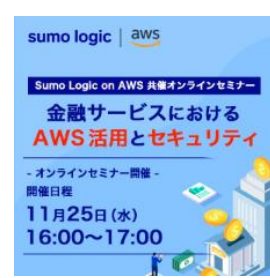 sumo logic | aws
Sumo Logic on AWS 共催オンラインセミナー
金融サービスにおける
AWS 活用とセキュリティ
- オンラインセミナー開催 -
開催日程
11月25日（水）
16:00〜17:00